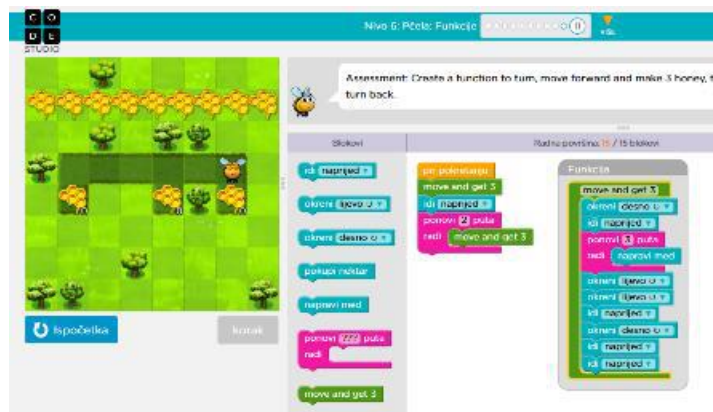 C O
D E
STUDIO
Nivo 6: Pčela: Funkcije
Assessment: Create a function to turn, move forward and make 3 honey,
turn back.
Blokovi
Radna površina: 15 / 15 blokovi
idi naprijed
okreni lijevo
okreni desno
pokupi nektar
napravi med
ponovi ??? puta
radi
move and get 3
pri pokretanju
move and get 3
idi naprijed
ponovi 2 puta
radi move and get 3
Funkcija
move and get 3
okreni desno
idi naprijed
ponovi 3 puta
radi napravi med
okreni lijevo
okreni lijevo
idi naprijed
okreni desno
idi naprijed
idi naprijed
Ispočetka
korak